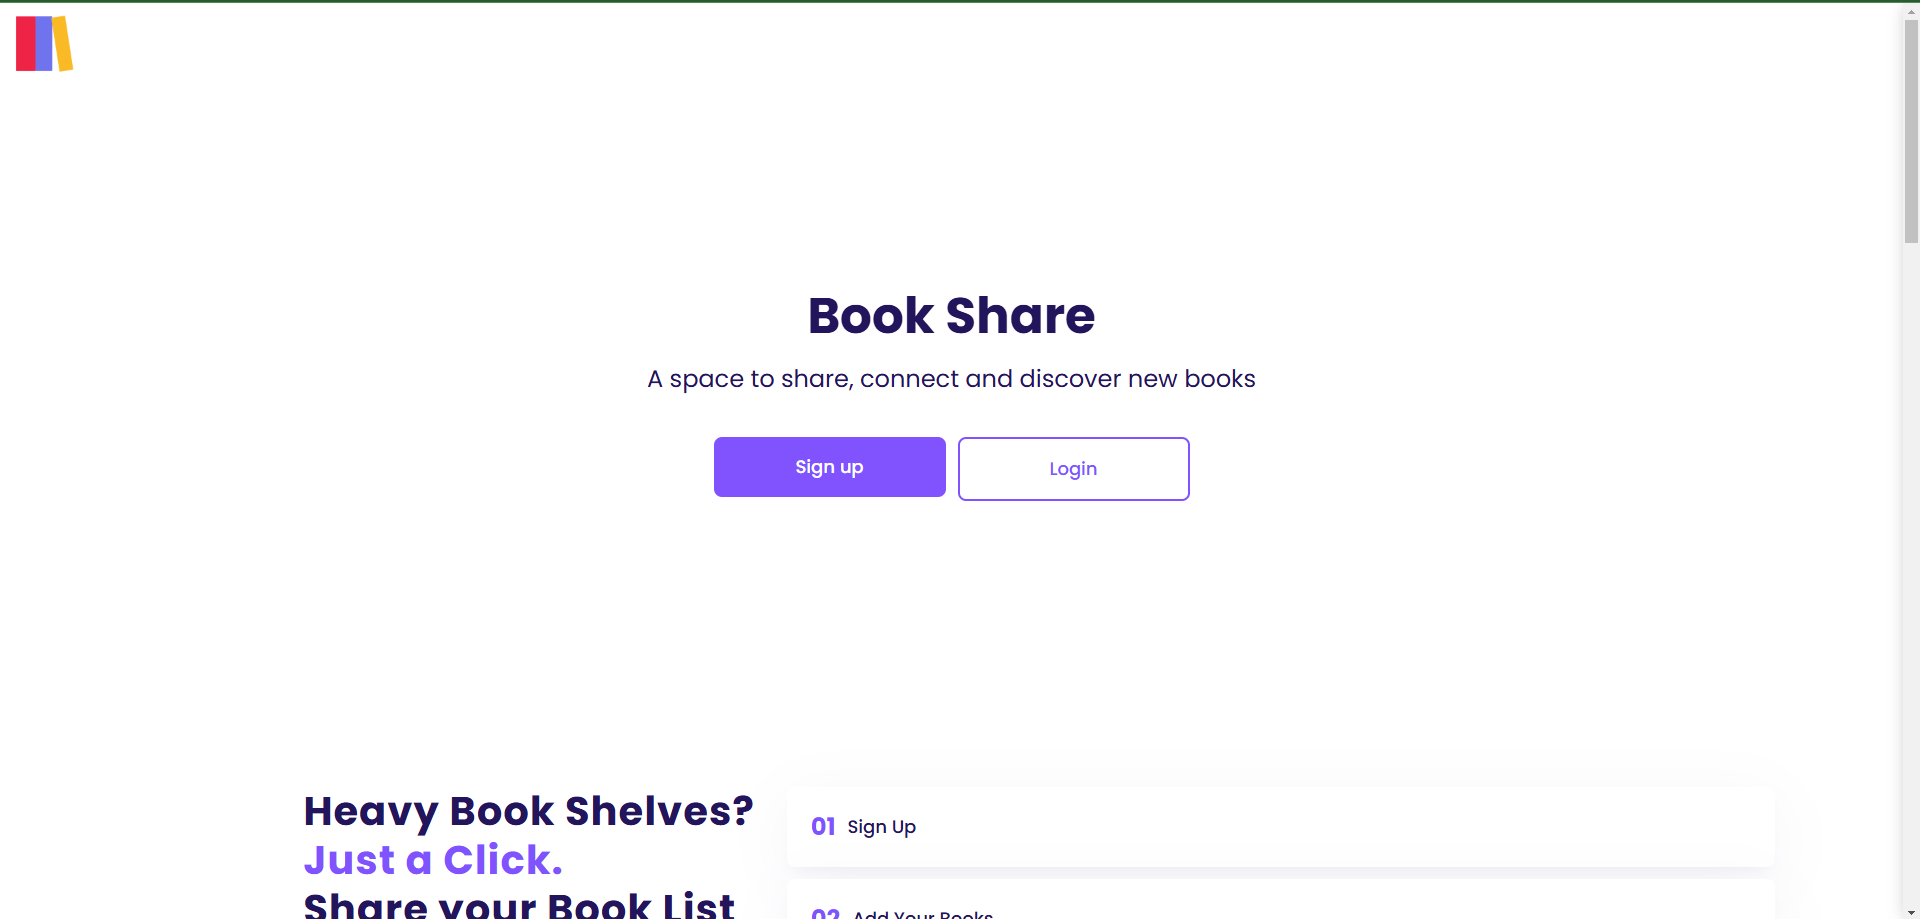 Book Share
A space to share, connect and discover new books
Sign up
Login
Heavy Book Shelves?
Just a Click.
Share your Book List
01 Sign Up
02 Add Your Books